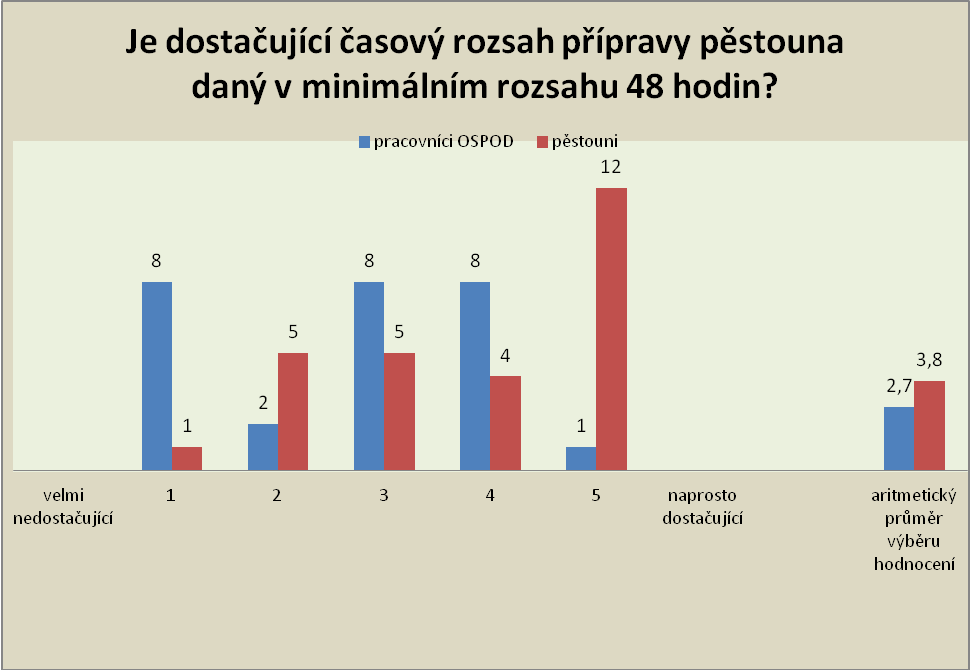 Je dostačující časový rozsah přípravy pěstouna
daný v minimálním rozsahu 48 hodin?
pracovníci OSPOD pěstouni
12
8 8 8
5 5
4
3,8
2 2,7
1 1
velmi nedostačující
1 2 3 4 5
naprosto dostačující
aritmetický
průměr
výběru
hodnocení